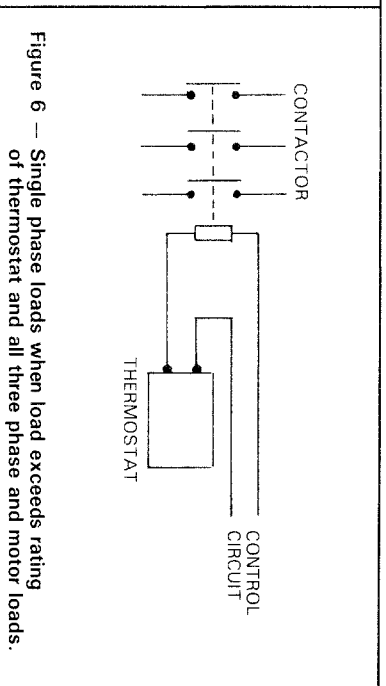 CONTACTOR
THERMOSTAT
CONTROL
CIRCUIT
Figure 6 — Single phase loads when load exceeds rating
of thermostat and all three phase and motor loads.